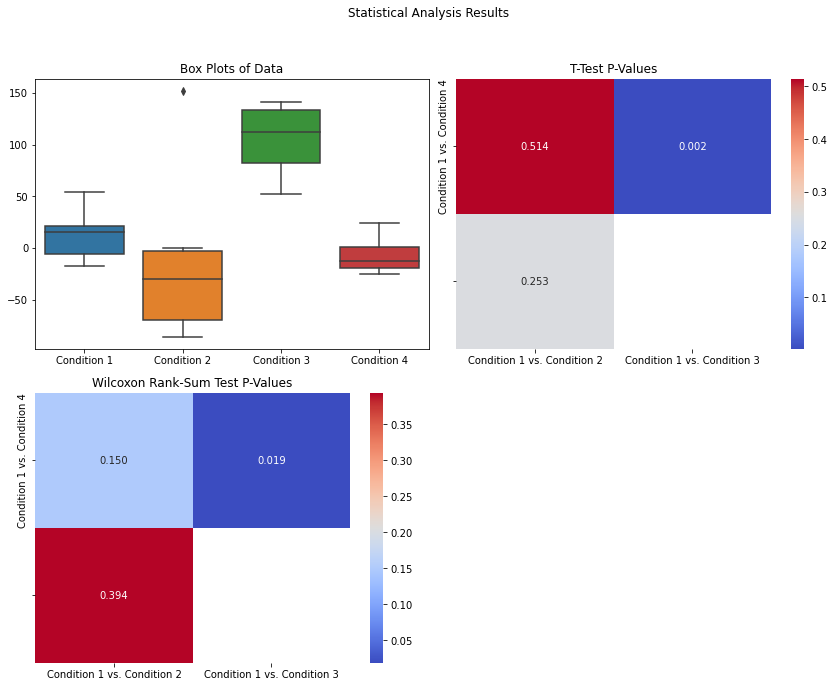 Statistical Analysis Results
Box Plots of Data
150
100
50
0
−50
Condition 1
Condition 2
Condition 3
Condition 4
T-Test P-Values
Condition 1 vs. Condition 4
0.514
0.002
0.253
Condition 1 vs. Condition 2
Condition 1 vs. Condition 3
0.5
0.4
0.3
0.2
0.1
Wilcoxon Rank-Sum Test P-Values
Condition 1 vs. Condition 4
0.150
0.019
0.394
Condition 1 vs. Condition 2
Condition 1 vs. Condition 3
0.35
0.30
0.25
0.20
0.15
0.10
0.05